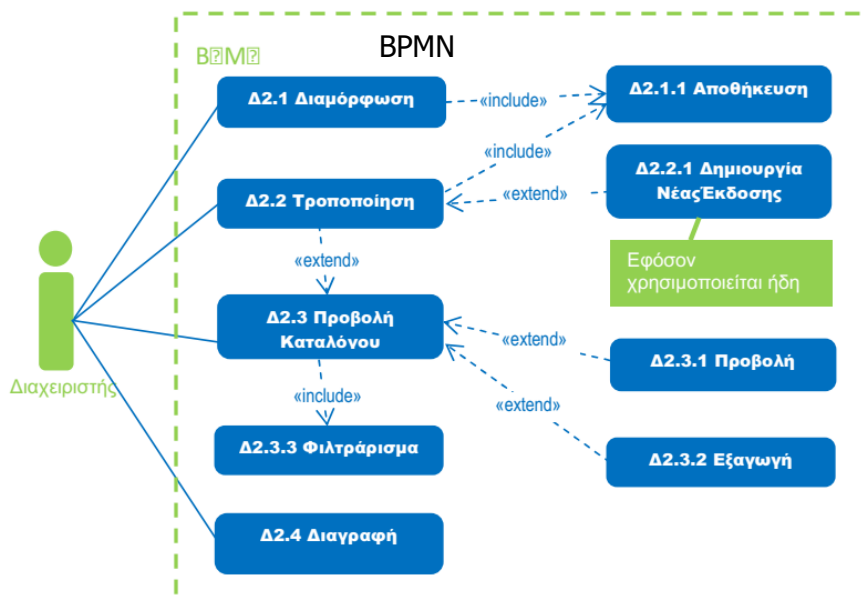 BPMN
Δ2.1 Διαμόρφωση
«include»
Δ2.1.1 Αποθήκευση
«include»
Δ2.2 Τροποποίηση
«extend»
Δ2.2.1 Δημιουργία
ΝέαςΈκδοσης
Εφόσον
χρησιμοποιείται ήδη
«extend»
Δ2.3 Προβολή
Καταλόγου
«extend»
Δ2.3.1 Προβολή
Διαχειριστής
«include»
«extend»
Δ2.3.3 Φιλτράρισμα
Δ2.3.2 Εξαγωγή
Δ2.4 Διαγραφή